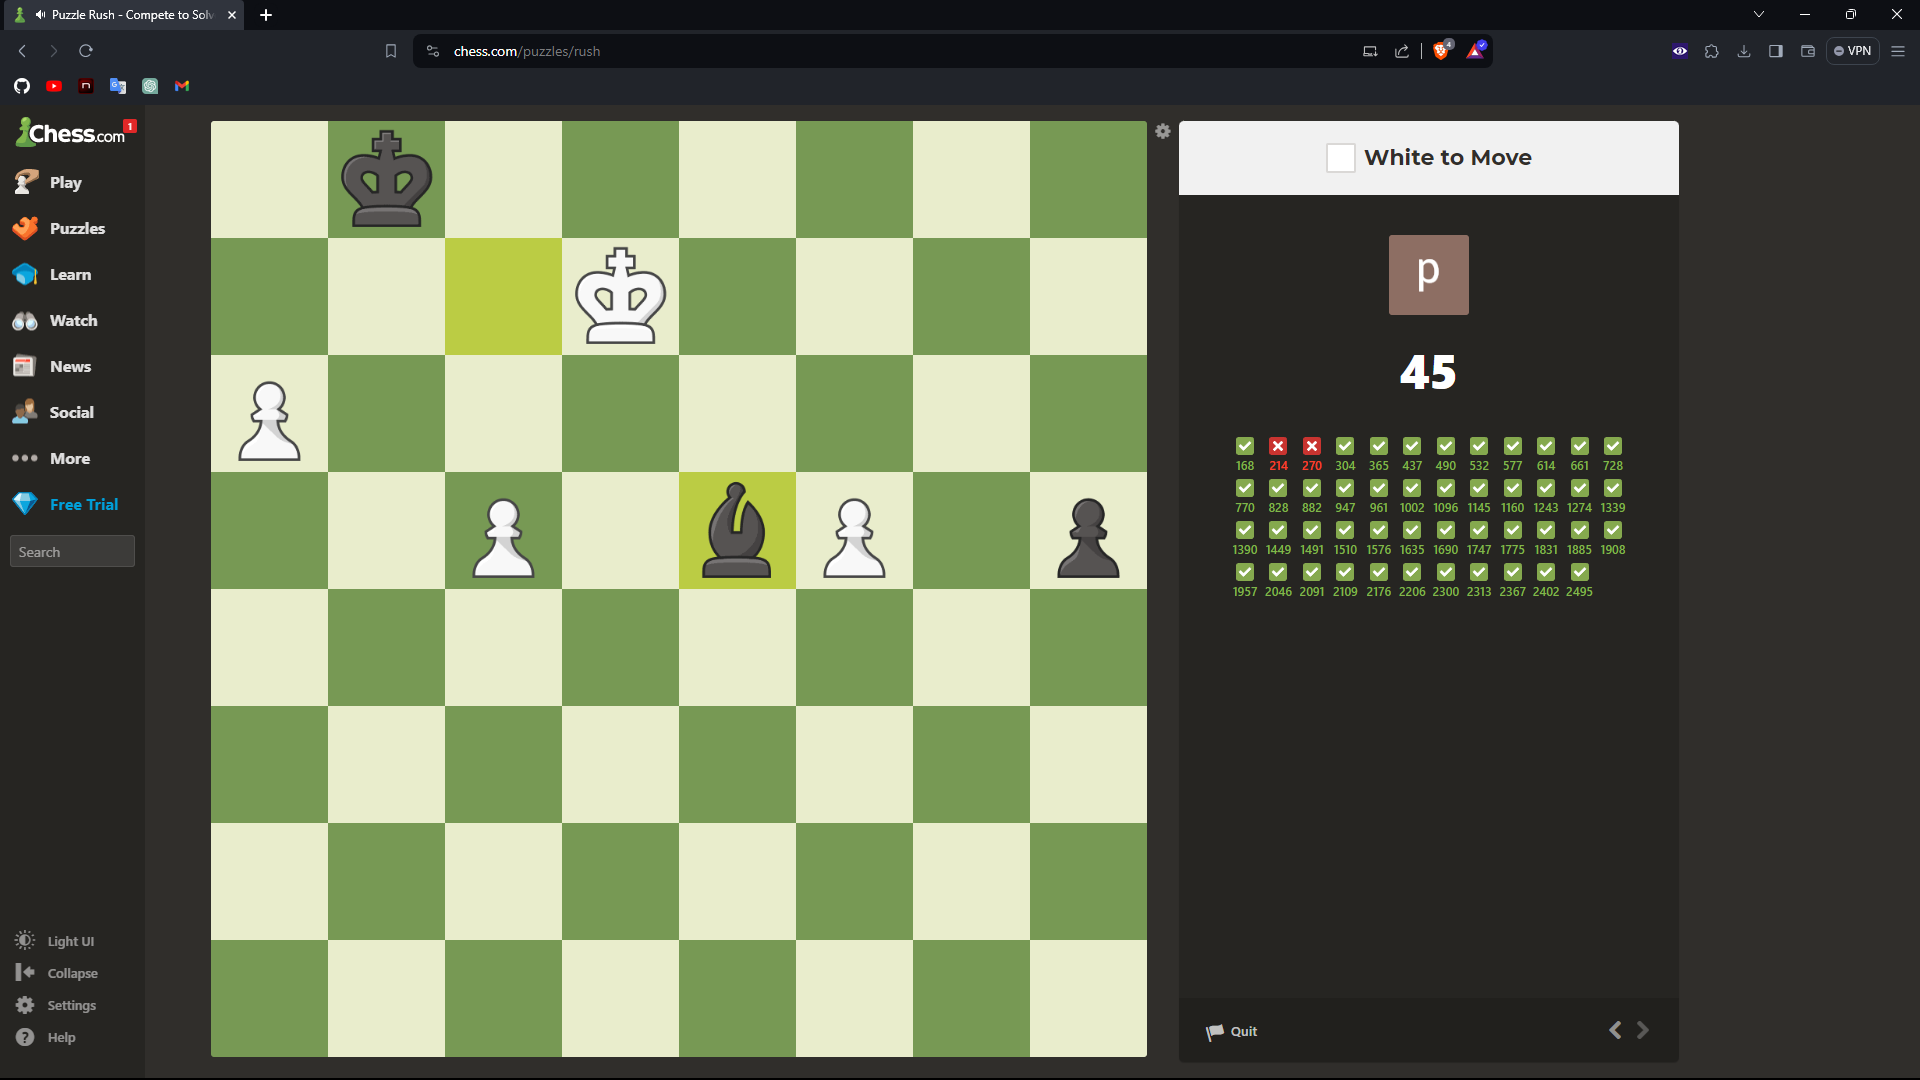 Puzzle Rush - Compete to Solv
chess.com/puzzles/rush
4
VPN
Chess.com
1
Play
Puzzles
Learn
Watch
News
Social
More
Free Trial
Search
Light UI
Collapse
Settings
Help
White to Move
p
45
168 214 270 304 365 437 490 532 577 614 661 728
770 828 882 947 961 1002 1096 1145 1160 1243 1274 1339
1390 1449 1491 1510 1576 1635 1690 1747 1775 1831 1885 1908
1957 2046 2091 2109 2176 2206 2300 2313 2367 2402 2495
Quit